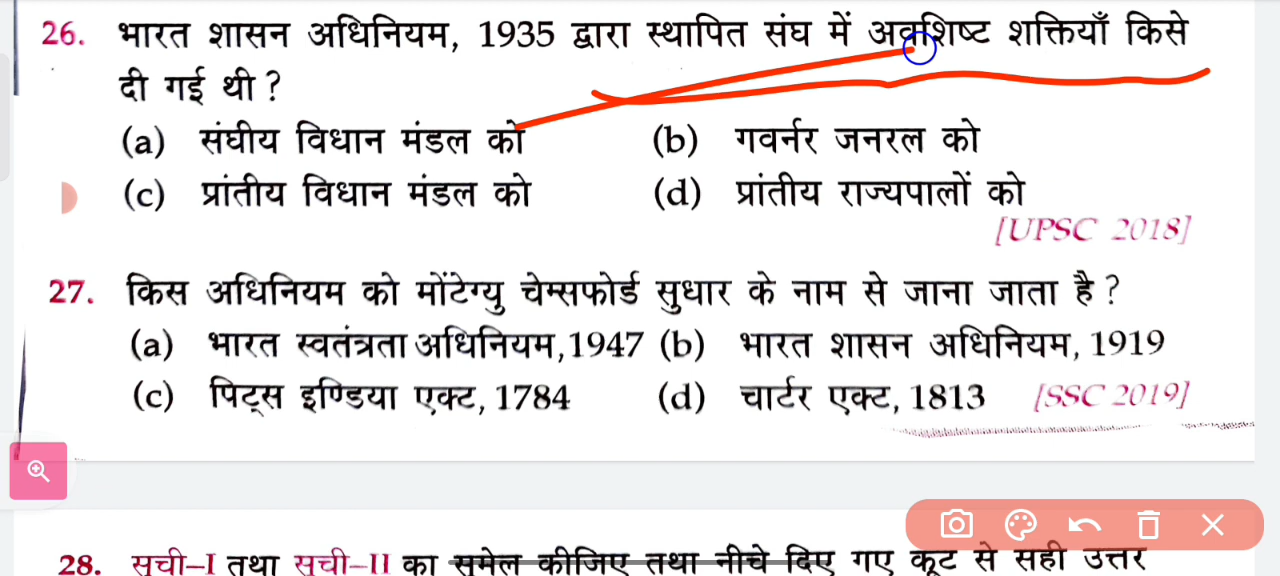 26. भारत शासन अधिनियम, 1935 द्वारा स्थापित संघ में अवशिष्ट शक्तियाँ किसे
दी गई थी ?
(a) संघीय विधान मंडल को (b) गवर्नर जनरल को
(c) प्रांतीय विधान मंडल को (d) प्रांतीय राज्यपालों को
[UPSC 2018]
27. किस अधिनियम को मोंटेग्यु चेम्सफोर्ड सुधार के नाम से जाना जाता है ?
(a) भारत स्वतंत्रता अधिनियम, 1947 (b) भारत शासन अधिनियम, 1919
(c) पिट्स इण्डिया एक्ट, 1784 (d) चार्टर एक्ट, 1813 [SSC 2019]
28. सूची–I तथा सूची–II का सुमेल कीजिए तथा नीचे दिए गए कूट से सही उत्तर